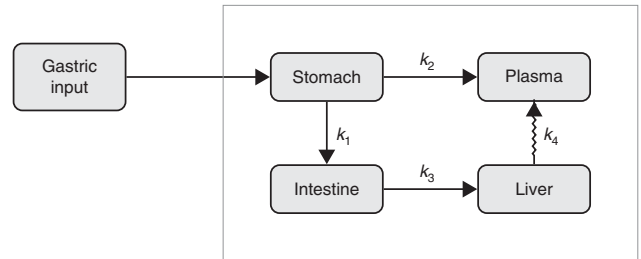 Gastric
input
Stomach
k2
Plasma
k1
k4
Intestine
k3
Liver